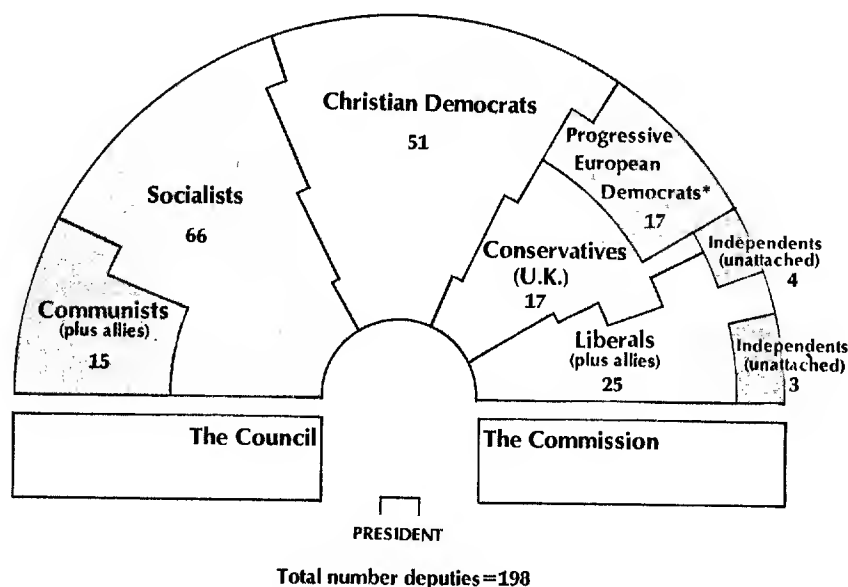 Christian Democrats
51
Progressive
European
Democrats*
17
Socialists
66
Independents
(unattached)
4
Conservatives
(U.K.)
17
Communists
(plus allies)
15
Liberals
(plus allies)
25
Independents
(unattached)
3
The Council
The Commission
PRESIDENT
Total number deputies=198